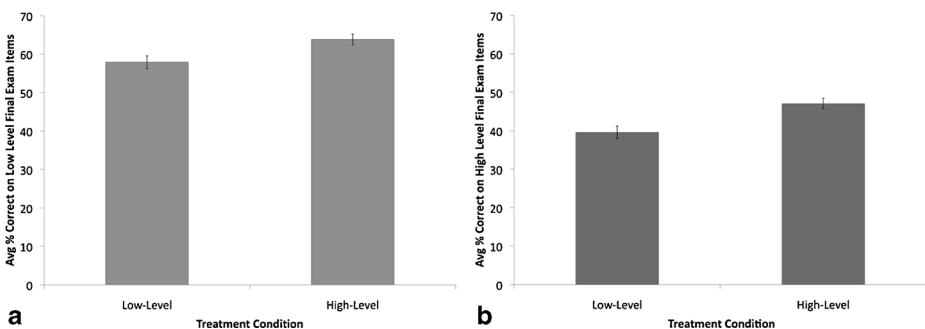 Avg % Correct on Low Level Final Exam Items
70
60
50
40
30
20
10
0
Low-Level
High-Level
Treatment Condition
a
Avg % Correct on High Level Final Exam Items
70
60
50
40
30
20
10
0
Low-Level
High-Level
Treatment Condition
b